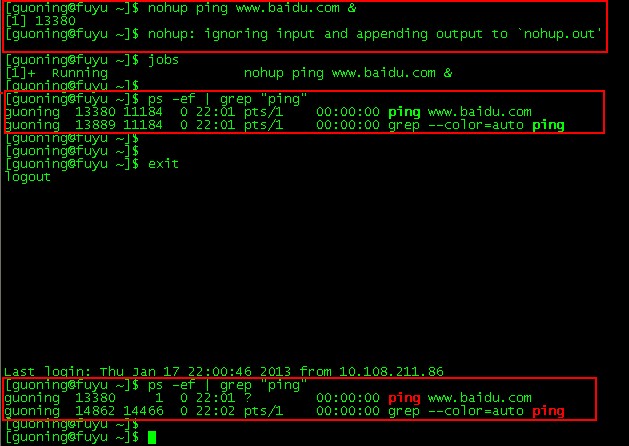 [guoning@fuyu ~]$ nohup ping www.baidu.com &
[1] 13380
[guoning@fuyu ~]$ nohup: ignoring input and appending output to `nohup.out'
[guoning@fuyu ~]$ jobs
[1]+  Running                 nohup ping www.baidu.com &
[guoning@fuyu ~]$
[guoning@fuyu ~]$ ps -ef | grep "ping"
guoning  13380 11184  0 22:01 pts/1    00:00:00 ping www.baidu.com
guoning  13889 11184  0 22:01 pts/1    00:00:00 grep --color=auto ping
[guoning@fuyu ~]$
[guoning@fuyu ~]$
[guoning@fuyu ~]$ exit
logout
Last login: Thu Jan 17 22:00:46 2013 from 10.108.211.86
[guoning@fuyu ~]$ ps -ef | grep "ping"
guoning  13380     1  0 22:01 ?        00:00:00 ping www.baidu.com
guoning  14862 14466  0 22:02 pts/1    00:00:00 grep --color=auto ping
[guoning@fuyu ~]$
[guoning@fuyu ~]$